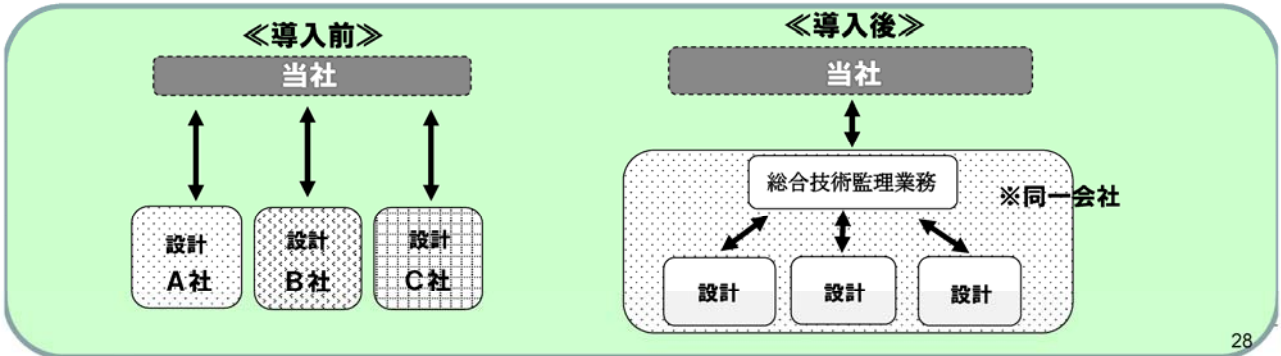 ≪導入前≫
当社
設計
A社
設計
B社
設計
C社
≪導入後≫
当社
総合技術監理業務
※同一会社
設計
設計
設計
28